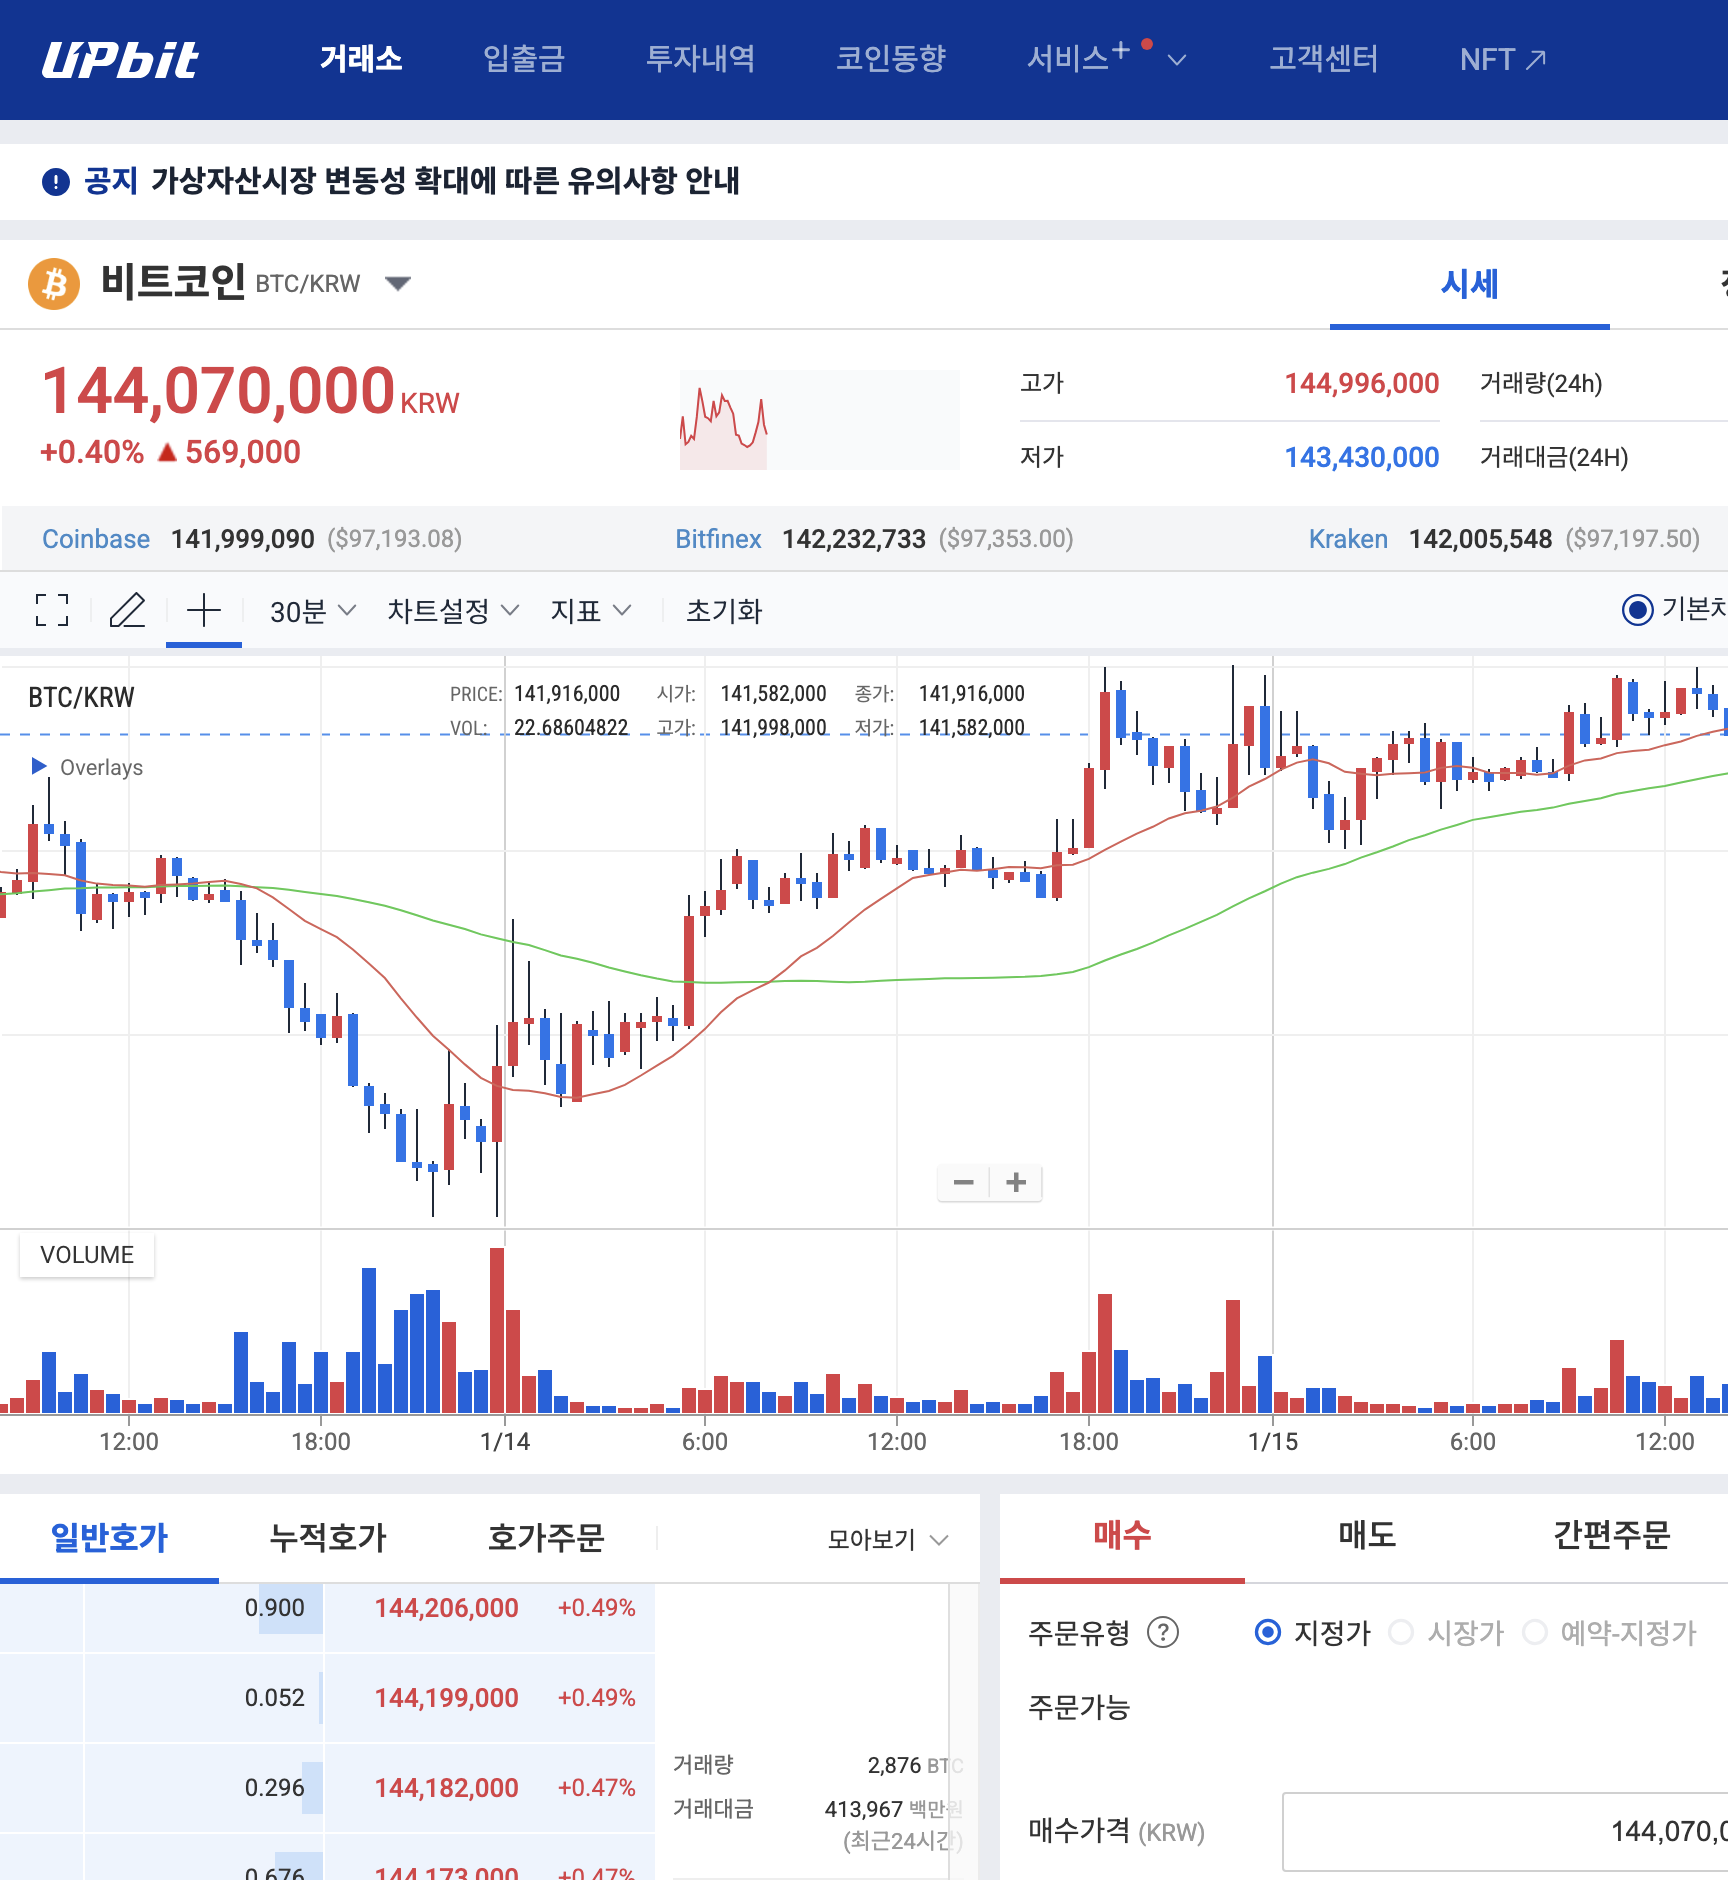 UPbit 거래소 입출금 투자내역 코인동향 서비스+ 고객센터 NFT
공지 가상자산시장 변동성 확대에 따른 유의사항 안내
비트코인 BTC/KRW 시세
144,070,000 KRW
+0.40% ▲ 569,000
고가 144,996,000 거래량(24h)
저가 143,430,000 거래대금(24H)
Coinbase 141,999,090 ($97,193.08) Bitfinex 142,232,733 ($97,353.00) Kraken 142,005,548 ($97,197.50)
30분 차트설정 지표 초기화 기본차
BTC/KRW PRICE: 141,916,000 시가: 141,582,000 종가: 141,916,000
VOL: 22.68604822 고가: 141,998,000 저가: 141,582,000
Overlays
− +
VOLUME
12:00 18:00 1/14 6:00 12:00 18:00 1/15 6:00 12:00
일반호가 누적호가 호가주문 모아보기
0.900 144,206,000 +0.49%
0.052 144,199,000 +0.49%
0.296 144,182,000 +0.47%
0.676 144,173,000 +0.47%
거래량 2,876 BTC
거래대금 413,967 백만원
(최근24시간)
매수 매도 간편주문
주문유형 ? 지정가 시장가 예약-지정가
주문가능
매수가격 (KRW) 144,070,0